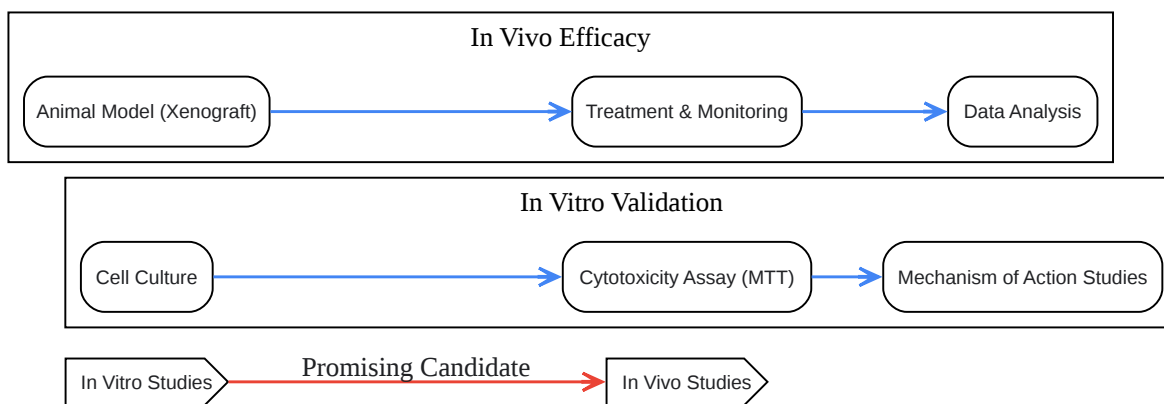 In Vivo Efficacy
Animal Model (Xenograft)
Treatment & Monitoring
Data Analysis
In Vitro Validation
Cell Culture
Cytotoxicity Assay (MTT)
Mechanism of Action Studies
In Vitro Studies
Promising Candidate
In Vivo Studies